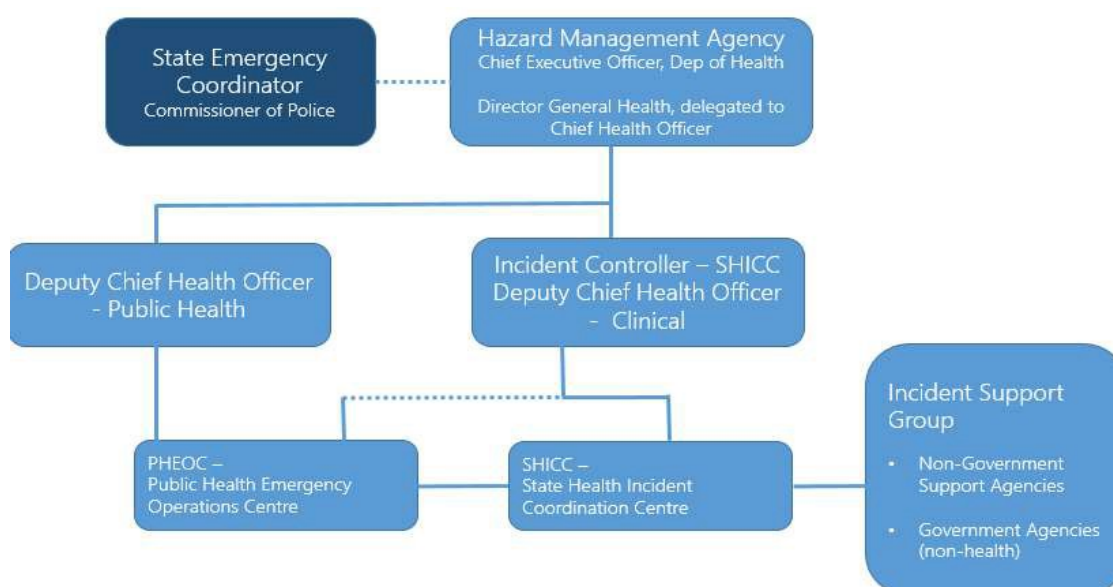 State Emergency
Coordinator
Commissioner of Police
Hazard Management Agency
Chief Executive Officer, Dep of Health
Director General Health, delegated to
Chief Health Officer
Deputy Chief Health Officer
- Public Health
Incident Controller – SHICC
Deputy Chief Health Officer
- Clinical
PHEOC –
Public Health Emergency
Operations Centre
SHICC –
State Health Incident
Coordination Centre
Incident Support
Group
• Non-Government
Support Agencies
• Government Agencies
(non-health)